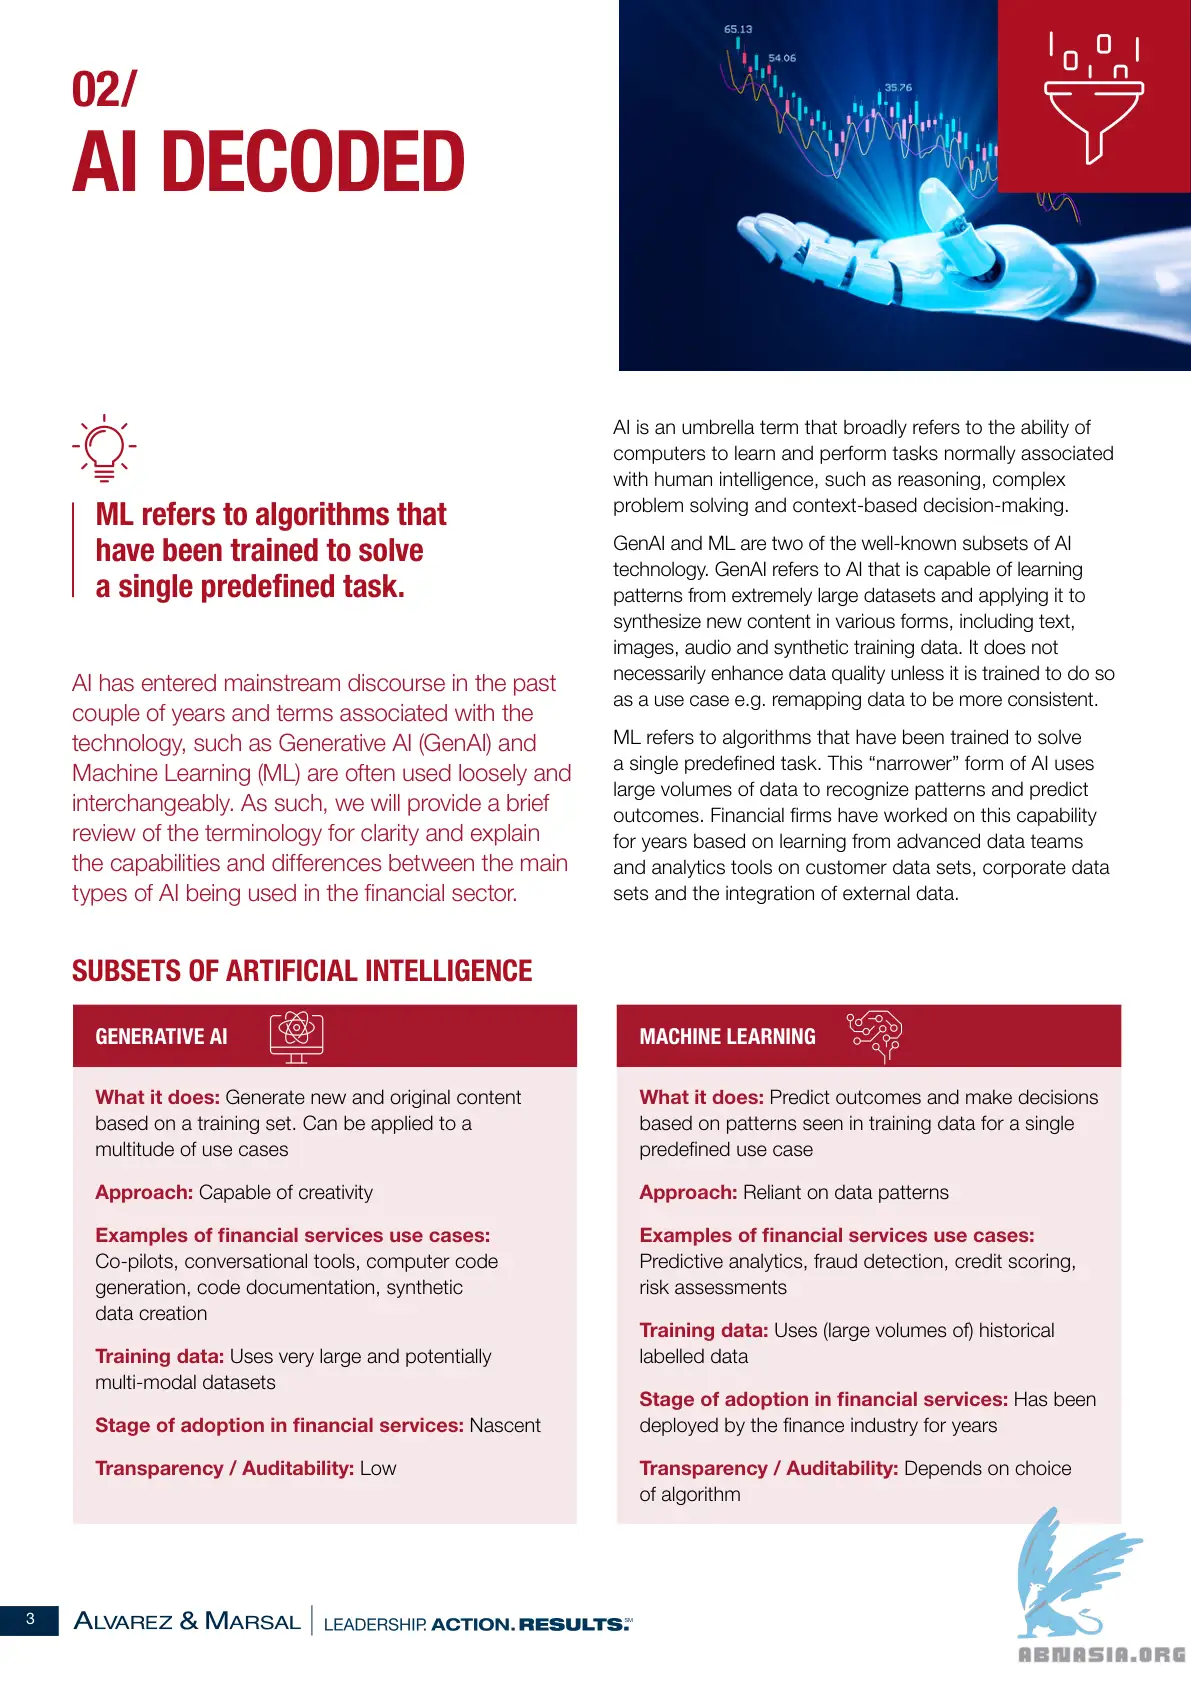 02/
AI DECODED
65.13
54.06
35.76
ML refers to algorithms that
have been trained to solve
a single predefined task.
AI has entered mainstream discourse in the past
couple of years and terms associated with the
technology, such as Generative AI (GenAI) and
Machine Learning (ML) are often used loosely and
interchangeably. As such, we will provide a brief
review of the terminology for clarity and explain
the capabilities and differences between the main
types of AI being used in the financial sector.
AI is an umbrella term that broadly refers to the ability of
computers to learn and perform tasks normally associated
with human intelligence, such as reasoning, complex
problem solving and context-based decision-making.
GenAI and ML are two of the well-known subsets of AI
technology. GenAI refers to AI that is capable of learning
patterns from extremely large datasets and applying it to
synthesize new content in various forms, including text,
images, audio and synthetic training data. It does not
necessarily enhance data quality unless it is trained to do so
as a use case e.g. remapping data to be more consistent.
ML refers to algorithms that have been trained to solve
a single predefined task. This “narrower” form of AI uses
large volumes of data to recognize patterns and predict
outcomes. Financial firms have worked on this capability
for years based on learning from advanced data teams
and analytics tools on customer data sets, corporate data
sets and the integration of external data.
SUBSETS OF ARTIFICIAL INTELLIGENCE
GENERATIVE AI
What it does: Generate new and original content
based on a training set. Can be applied to a
multitude of use cases
Approach: Capable of creativity
Examples of financial services use cases:
Co-pilots, conversational tools, computer code
generation, code documentation, synthetic
data creation
Training data: Uses very large and potentially
multi-modal datasets
Stage of adoption in financial services: Nascent
Transparency / Auditability: Low
MACHINE LEARNING
What it does: Predict outcomes and make decisions
based on patterns seen in training data for a single
predefined use case
Approach: Reliant on data patterns
Examples of financial services use cases:
Predictive analytics, fraud detection, credit scoring,
risk assessments
Training data: Uses (large volumes of) historical
labelled data
Stage of adoption in financial services: Has been
deployed by the finance industry for years
Transparency / Auditability: Depends on choice
of algorithm
3
ALVAREZ & MARSAL
LEADERSHIP. ACTION. RESULTS.℠
ABNASIA.ORG